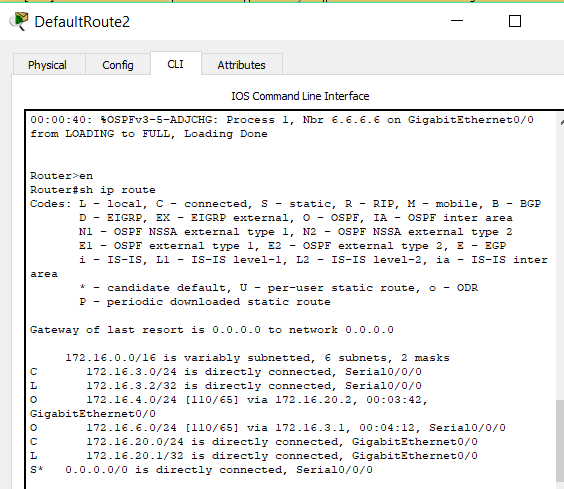 DefaultRoute2
Physical Config CLI Attributes
IOS Command Line Interface
00:00:40: %OSPFv3-5-ADJCHG: Process 1, Nbr 6.6.6.6 on GigabitEthernet0/0
from LOADING to FULL, Loading Done
Router>en
Router#sh ip route
Codes: L - local, C - connected, S - static, R - RIP, M - mobile, B - BGP
D - EIGRP, EX - EIGRP external, O - OSPF, IA - OSPF inter area
N1 - OSPF NSSA external type 1, N2 - OSPF NSSA external type 2
E1 - OSPF external type 1, E2 - OSPF external type 2, E - EGP
i - IS-IS, L1 - IS-IS level-1, L2 - IS-IS level-2, ia - IS-IS inter
area
* - candidate default, U - per-user static route, o - ODR
P - periodic downloaded static route
Gateway of last resort is 0.0.0.0 to network 0.0.0.0
172.16.0.0/16 is variably subnetted, 6 subnets, 2 masks
C 172.16.3.0/24 is directly connected, Serial0/0/0
L 172.16.3.2/32 is directly connected, Serial0/0/0
O 172.16.4.0/24 [110/65] via 172.16.20.2, 00:03:42,
GigabitEthernet0/0
O 172.16.6.0/24 [110/65] via 172.16.3.1, 00:04:12, Serial0/0/0
C 172.16.20.0/24 is directly connected, GigabitEthernet0/0
L 172.16.20.1/32 is directly connected, GigabitEthernet0/0
S* 0.0.0.0/0 is directly connected, Serial0/0/0